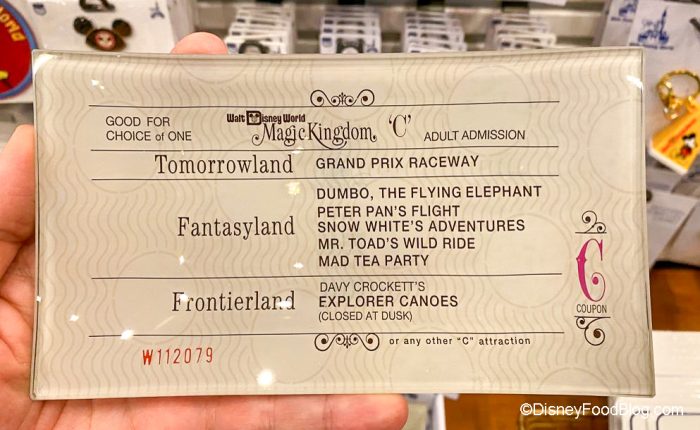 GOOD FOR
CHOICE of ONE
Walt Disney World
Magic Kingdom, 'C' ADULT ADMISSION
Tomorrowland GRAND PRIX RACEWAY
Fantasyland
DUMBO, THE FLYING ELEPHANT
PETER PAN'S FLIGHT
SNOW WHITE'S ADVENTURES
MR. TOAD'S WILD RIDE
MAD TEA PARTY
Frontierland
DAVY CROCKETT'S
EXPLORER CANOES
(CLOSED AT DUSK)
or any other "C" attraction
C
COUPON
W112079
©DisneyFoodBlog.com